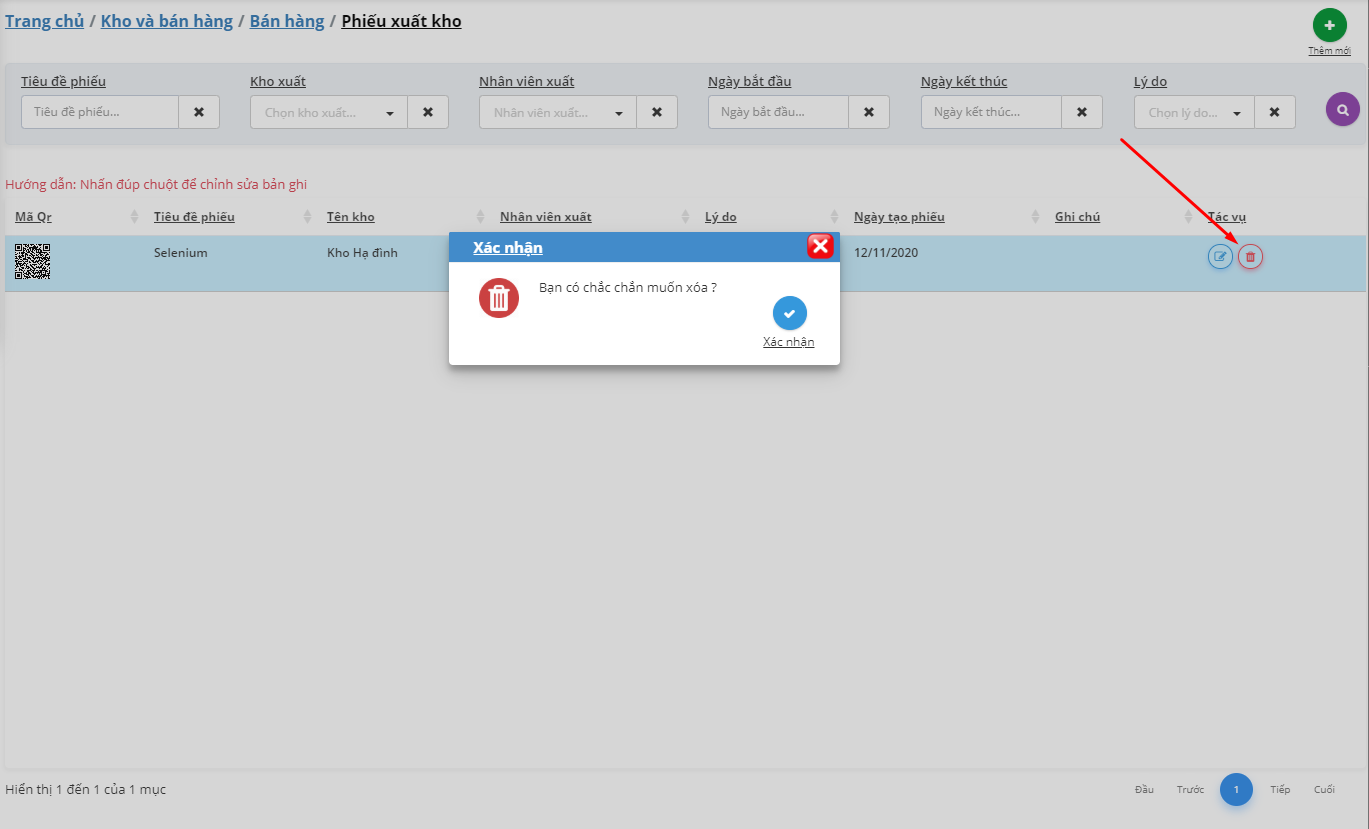 Trang chủ / Kho và bán hàng / Bán hàng / Phiếu xuất kho
Thêm mới
Tiêu đề phiếu Kho xuất Nhân viên xuất Ngày bắt đầu Ngày kết thúc Lý do
Tiêu đề phiếu... Chọn kho xuất... Nhân viên xuất... Ngày bắt đầu... Ngày kết thúc... Chọn lý do...
Hướng dẫn: Nhấn đúp chuột để chỉnh sửa bản ghi
Mã Qr Tiêu đề phiếu Tên kho Nhân viên xuất Lý do Ngày tạo phiếu Ghi chú Tác vụ
Selenium Kho Hạ đình 12/11/2020
Xác nhận
Bạn có chắc chắn muốn xóa ?
Xác nhận
Hiển thị 1 đến 1 của 1 mục
Đầu Trước 1 Tiếp Cuối